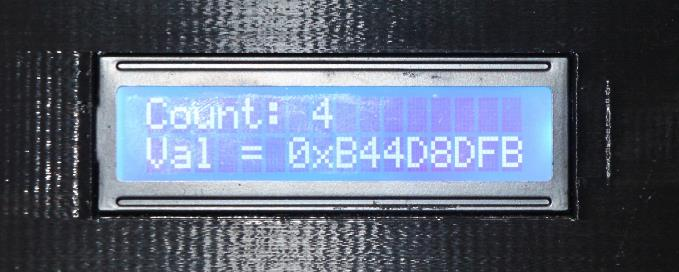 Count: 4
Val = 0xB44D8DFB